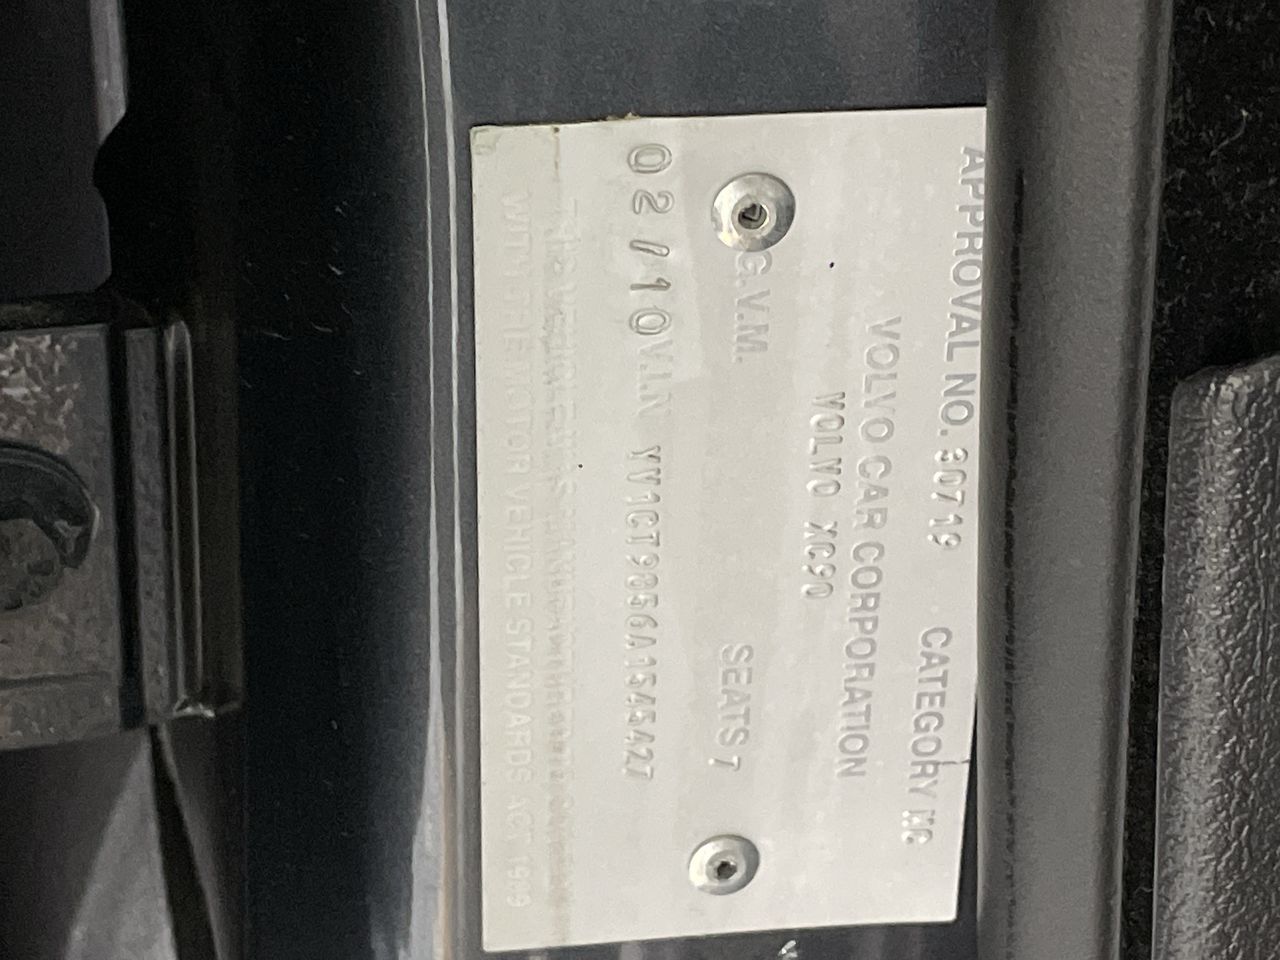 APPROVAL NO. 30719 CATEGORY MC
VOLVO CAR CORPORATION
VOLVO XC90
G.V.M. SEATS 7
02/10 V.I.N YV1CT9856A1545427
WITH THE MOTOR VEHICLE STANDARDS ACT 1989